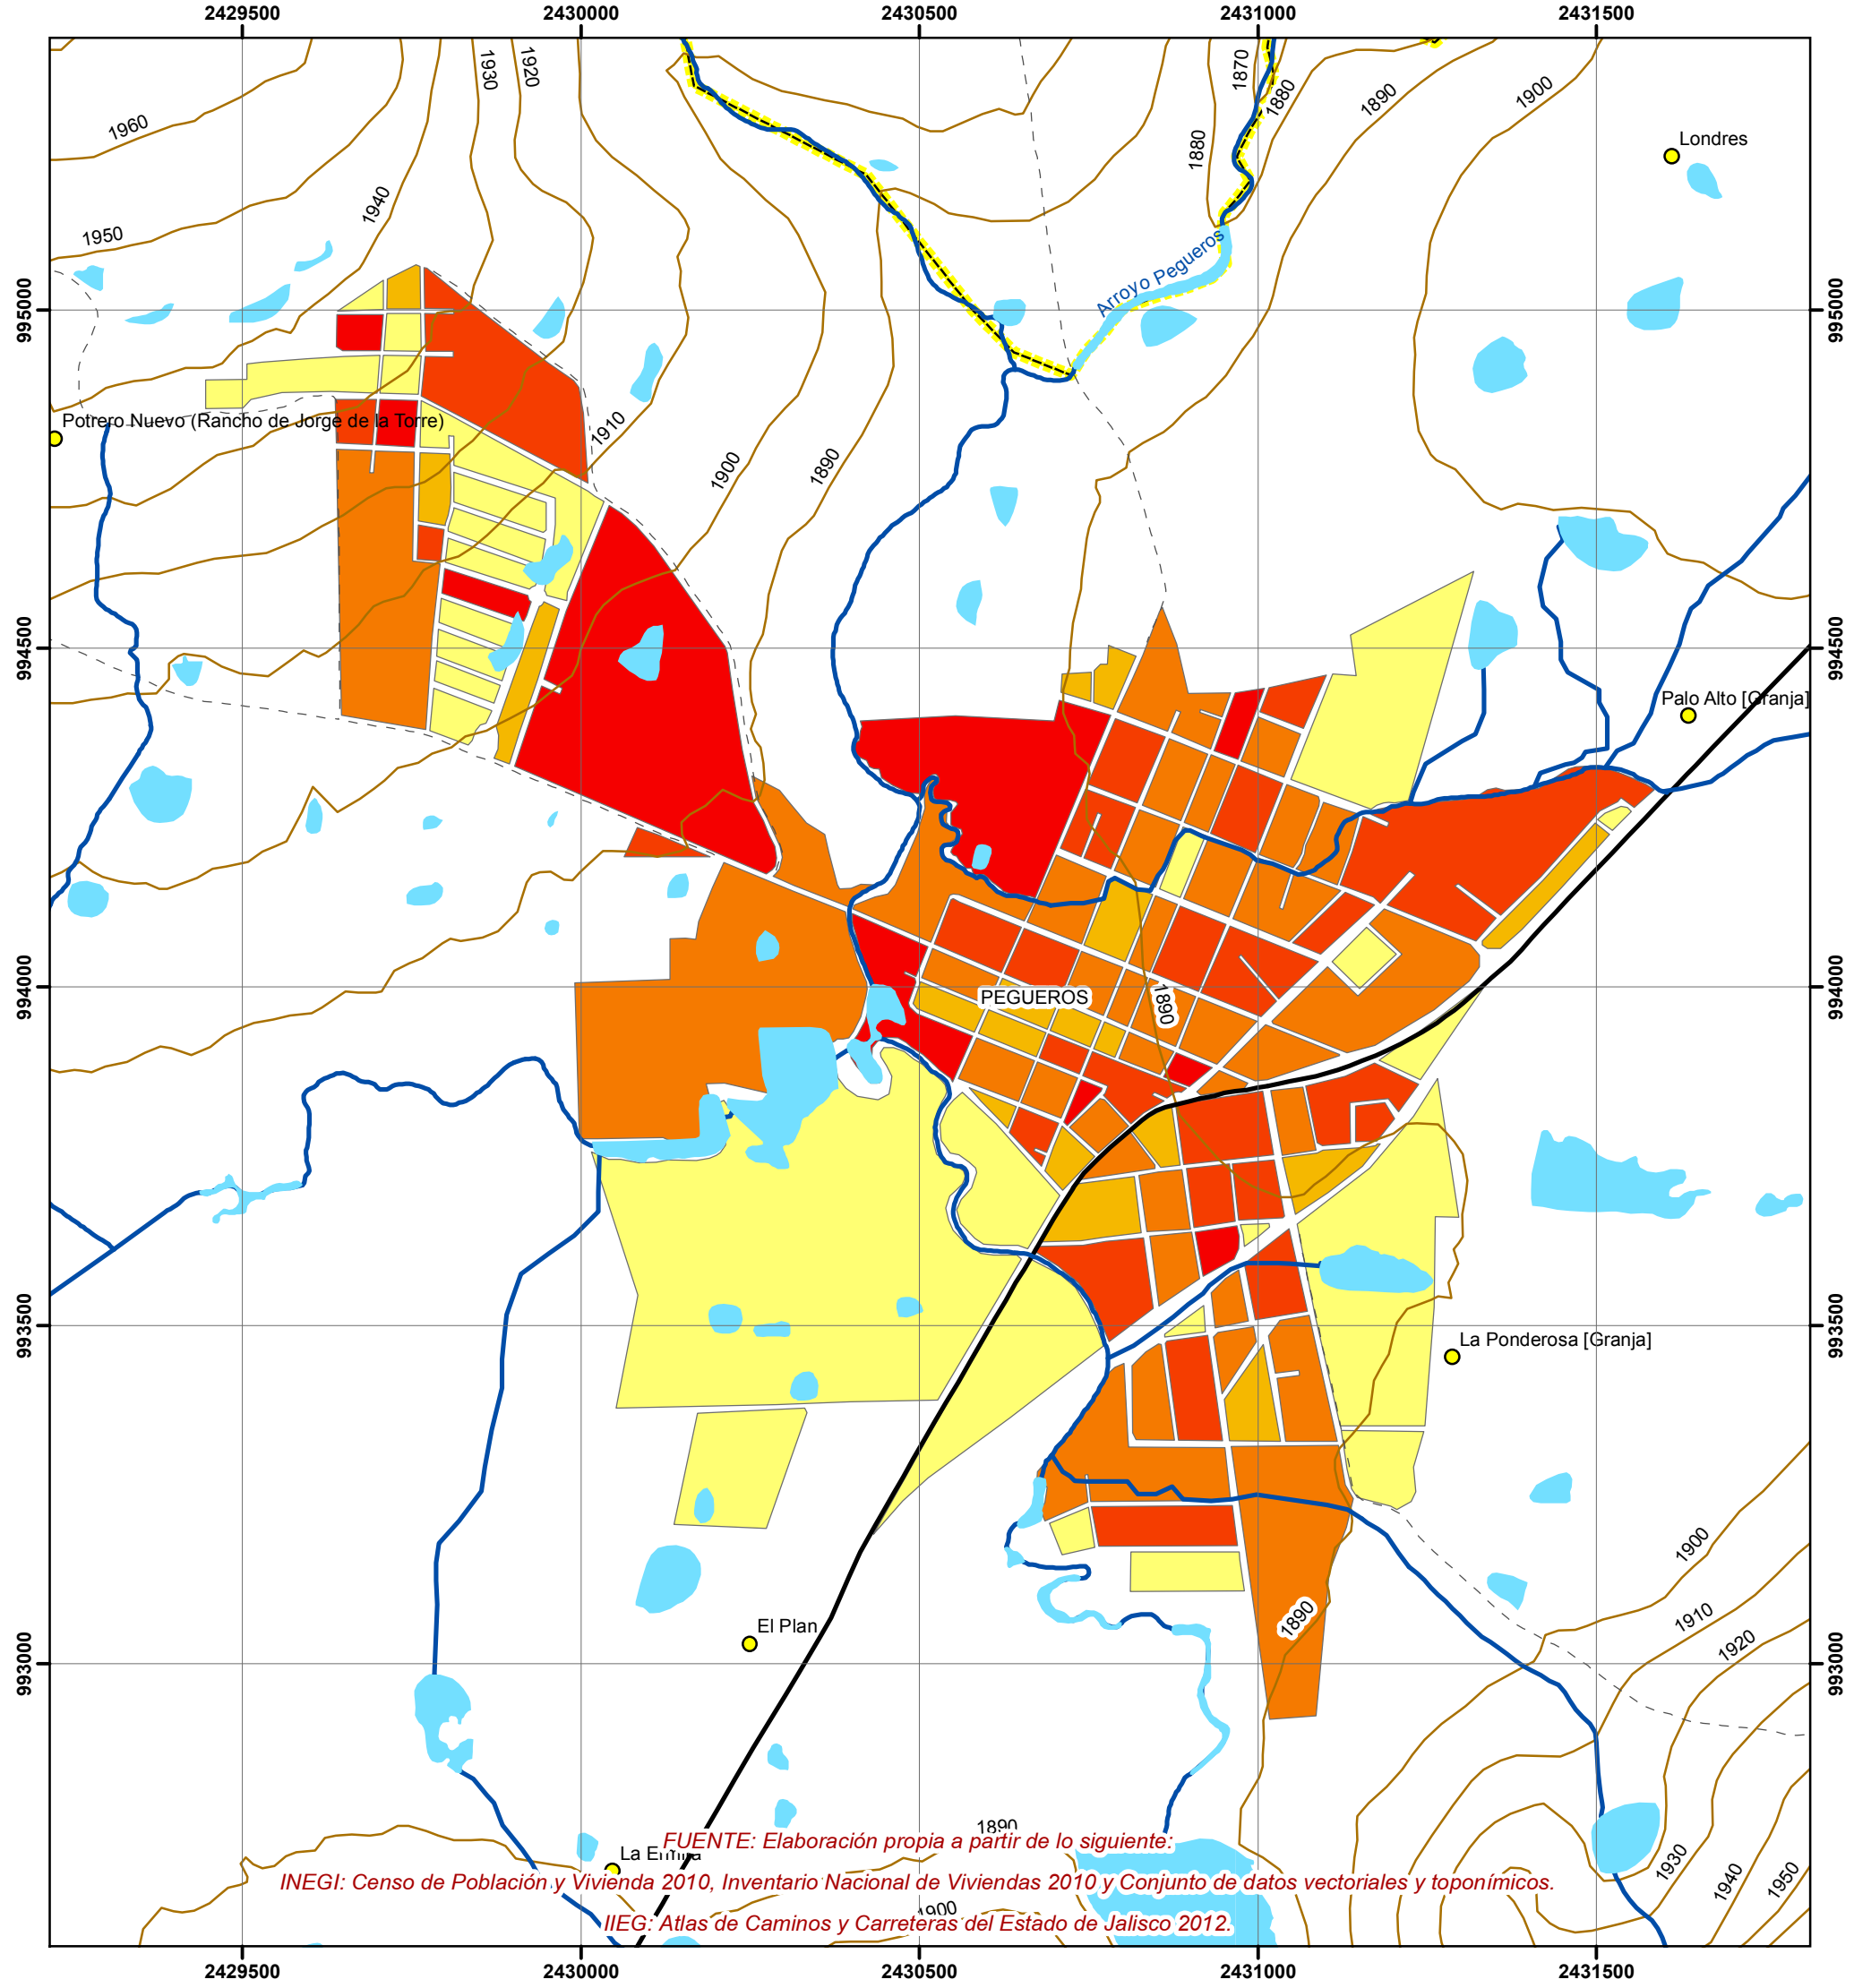 2429500 2430000 2430500 2431000 2431500
1930
1920
1870
1880
1890
1900
1960
1880
Londres
1940
1950
Arroyo Pegueros
995000
995000
Potrero Nuevo (Rancho de Jorge de la Torre)
1910
1900
1890
994500
994500
Palo Alto [Granja]
994000
994000
PEGUEROS
1890
993500
993500
La Ponderosa [Granja]
1900
1910
1920
1890
El Plan
993000
993000
1890
FUENTE: Elaboración propia a partir de lo siguiente:
La
INEGI: Censo de Población y Vivienda 2010, Inventario Nacional de Viviendas 2010 y Conjunto de datos vectoriales y toponímicos.
1930
1940
1950
1900
IIEG: Atlas de Caminos y Carreteras del Estado de Jalisco 2012.
2429500 2430000 2430500 2431000 2431500